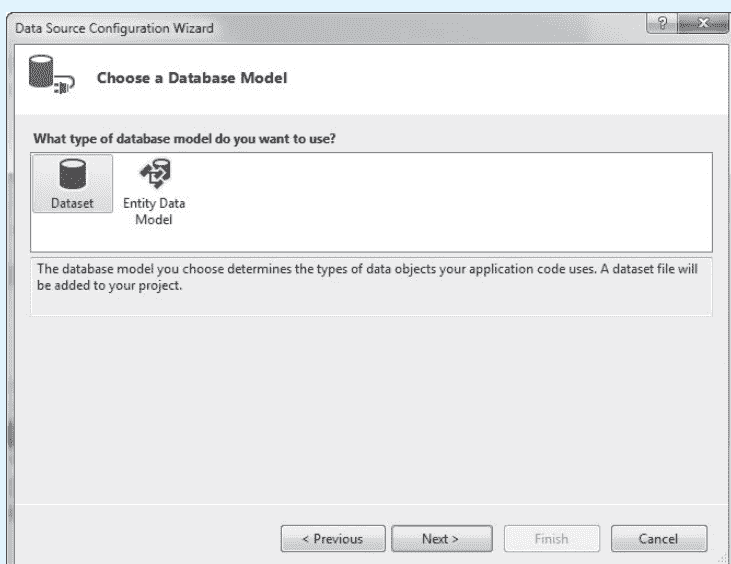 Data Source Configuration Wizard
?
Choose a Database Model
What type of database model do you want to use?
Dataset
Entity Data
Model
The database model you choose determines the types of data objects your application code uses. A dataset file will
be added to your project.
< Previous
Next >
Finish
Cancel